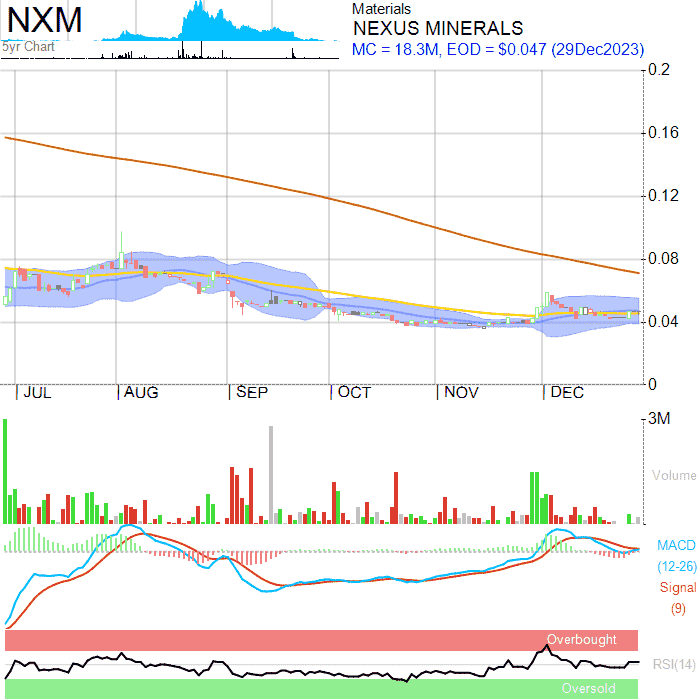 NXM
5yr Chart
Materials
NEXUS MINERALS
MC = 18.3M, EOD = $0.047 (29Dec2023)
0.2
0.16
0.12
0.08
0.04
0
JUL AUG SEP OCT NOV DEC
3M
Volume
MACD
(12-26)
Signal
(9)
Overbought
RSI(14)
Oversold